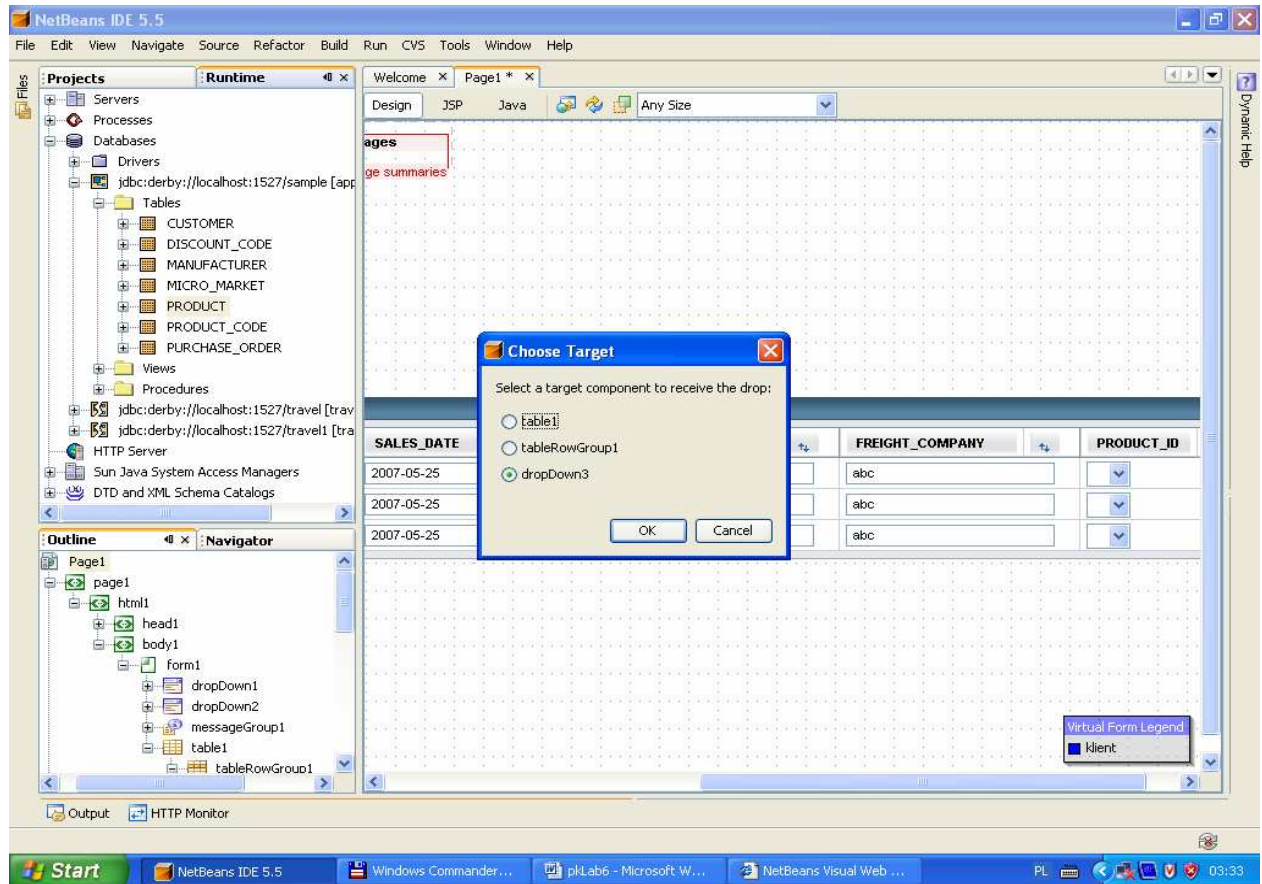 NetBeans IDE 5.5
File Edit View Navigate Source Refactor Build Run CVS Tools Window Help
Files
Projects
Runtime
Servers
Processes
Databases
Drivers
jdbc:derby://localhost:1527/sample [app
Tables
CUSTOMER
DISCOUNT_CODE
MANUFACTURER
MICRO_MARKET
PRODUCT
PRODUCT_CODE
PURCHASE_ORDER
Views
Procedures
jdbc:derby://localhost:1527/travel [trav
jdbc:derby://localhost:1527/travel1 [tra
HTTP Server
Sun Java System Access Managers
DTD and XML Schema Catalogs
Outline
Navigator
Page1
page1
html1
head1
body1
form1
dropDown1
dropDown2
messageGroup1
table1
tableRowGroup1
Welcome
Page1 *
Design JSP Java Any Size
ages
ge summaries
SALES_DATE FREIGHT_COMPANY PRODUCT_ID
2007-05-25 abc
2007-05-25 abc
2007-05-25 abc
Choose Target
Select a target component to receive the drop:
table1
tableRowGroup1
dropDown3
OK Cancel
Virtual Form Legend
klient
Dynamic Help
Output HTTP Monitor
Start NetBeans IDE 5.5 Windows Commander... pkLab6 - Microsoft W... NetBeans Visual Web ... PL 03:33